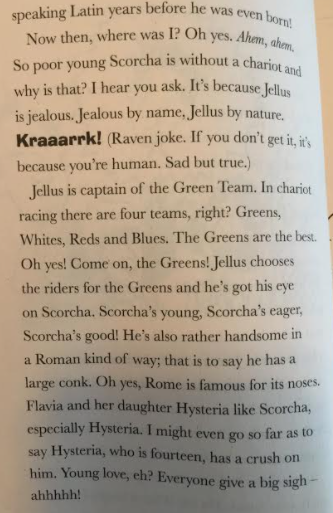 speaking Latin years before he was even born!
Now then, where was I? Oh yes. Ahem, ahem.
So poor young Scorcha is without a chariot and
why is that? I hear you ask. It's because Jellus
is jealous. Jealous by name, Jellus by nature.
Kraaarrk! (Raven joke. If you don't get it, it's
because you're human. Sad but true.)
Jellus is captain of the Green Team. In chariot
racing there are four teams, right? Greens,
Whites, Reds and Blues. The Greens are the best.
Oh yes! Come on, the Greens! Jellus chooses
the riders for the Greens and he's got his eye
on Scorcha. Scorcha's young, Scorcha's eager,
Scorcha's good! He's also rather handsome in
a Roman kind of way; that is to say he has a
large conk. Oh yes, Rome is famous for its noses.
Flavia and her daughter Hysteria like Scorcha,
especially Hysteria. I might even go so far as to
say Hysteria, who is fourteen, has a crush on
him. Young love, eh? Everyone give a big sigh –
ahhhhh!